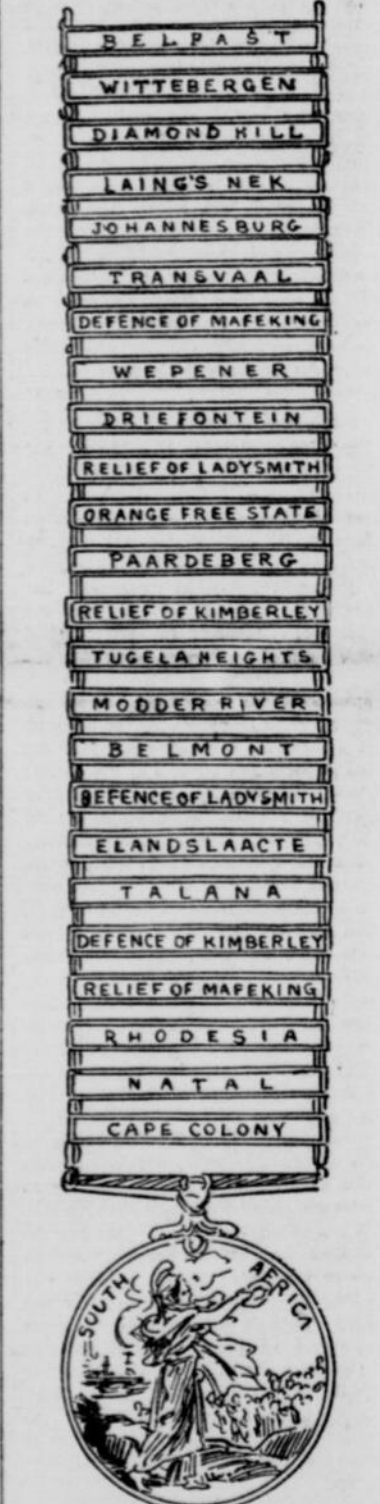 BELFAST
WITTEBERGEN
DIAMOND HILL
LAING'S NEK
JOHANNESBURG
TRANSVAAL
DEFENCE OF MAFEKING
WEPENER
DRIEFONTEIN
RELIEF OF LADYSMITH
ORANGE FREE STATE
PAARDEBERG
RELIEF OF KIMBERLEY
TUGELA HEIGHTS
MODDER RIVER
BELMONT
DEFENCE OF LADYSMITH
ELANDSLAACTE
TALANA
DEFENCE OF KIMBERLEY
RELIEF OF MAFEKING
RHODESIA
NATAL
CAPE COLONY
SOUTH AFRICA